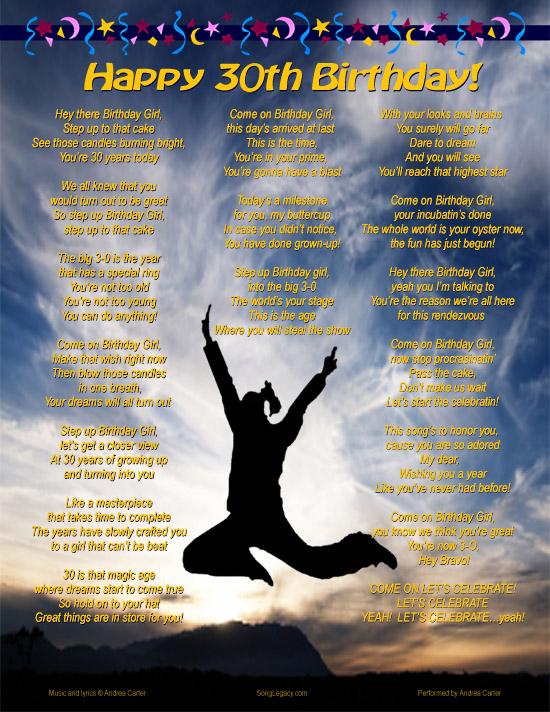 Happy 30th Birthday!
Hey there Birthday Girl,
Step up to that cake
See those candles burning bright,
You're 30 years today
We all knew that you
would turn out to be great
So step up Birthday Girl,
step up to that cake
The big 3-0 is the year
that has a special ring
You're not too old
You're not too young
You can do anything!
Come on Birthday Girl,
Make that wish right now
Then blow those candles
in one breath,
Your dreams will all turn out
Step up Birthday Girl,
let's get a closer view
At 30 years of growing up
and turning into you
Like a masterpiece
that takes time to complete
The years have slowly crafted you
to a girl that can't be beat
30 is that magic age
where dreams start to come true
So hold on to your hat
Great things are in store for you!
Come on Birthday Girl,
this day's arrived at last
This is the time,
You're in your prime,
You're gonna have a blast
Today's a milestone
for you, my buttercup
In case you didn't notice,
You have done grown-up!
Step up Birthday girl,
into the big 3-0
The world's your stage
This is the age
Where you will steal the show
With your looks and brains
You surely will go far
Dare to dream
And you will see
You'll reach that highest star
Come on Birthday Girl,
your incubatin's done
The whole world is your oyster now,
the fun has just begun!
Hey there Birthday Girl,
yeah you I'm talking to
You're the reason we're all here
for this rendezvous
Come on Birthday Girl,
now stop procrasinatin'
Pass the cake,
Don't make us wait
Let's start the celebratin!
This song's to honor you,
cause you are so adored
My dear,
Wishing you a year
Like you've never had before!
Come on Birthday Girl,
you know we think you're great
You're now 3-O,
Hey Bravo!
COME ON LET'S CELEBRATE!
LET'S CELEBRATE
YEAH!  LET'S CELEBRATE...yeah!
Music and lyrics © Andrea Carter
SongLegacy.com
Performed by Andrea Carter